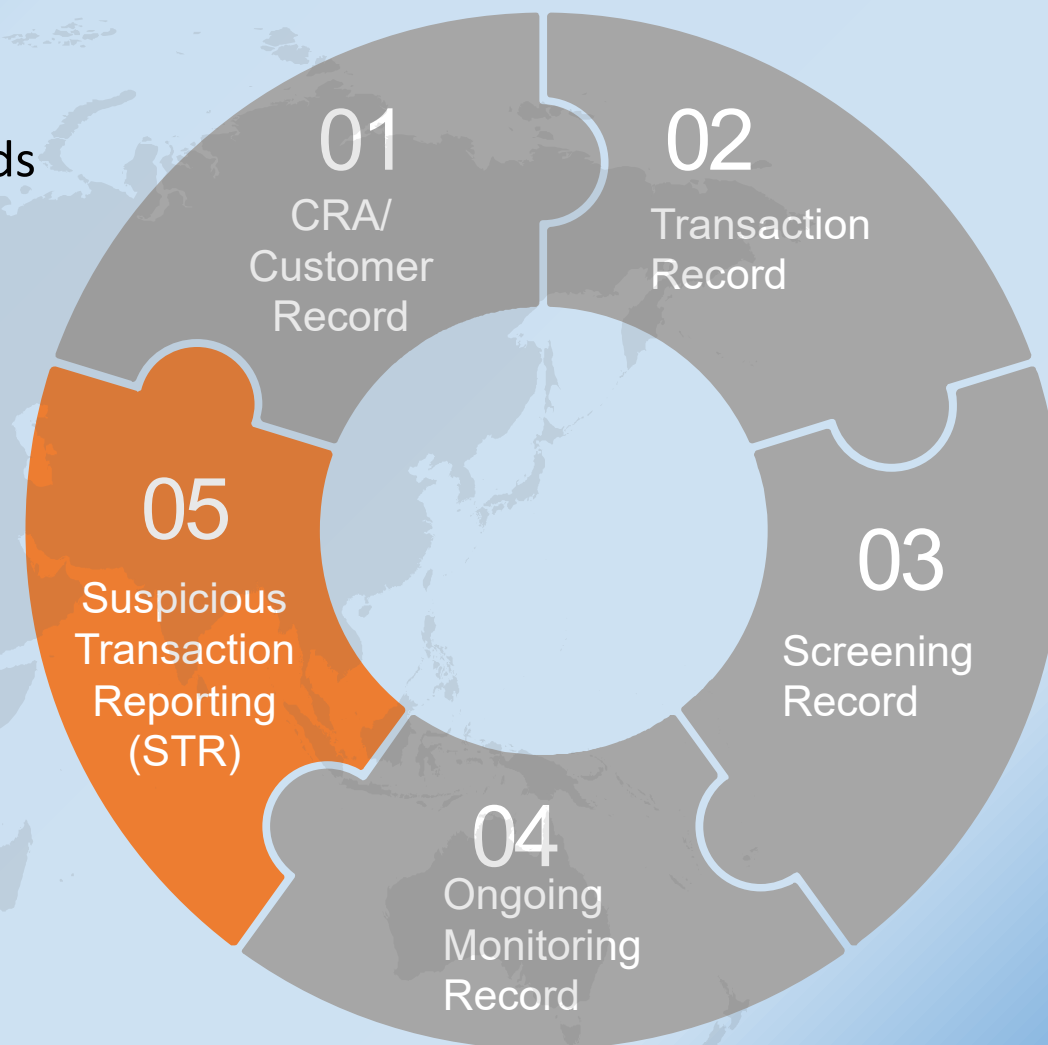 01
CRA/
Customer
Record
02
Transaction
Record
03
Screening
Record
04
Ongoing
Monitoring
Record
05
Suspicious
Transaction
Reporting
(STR)